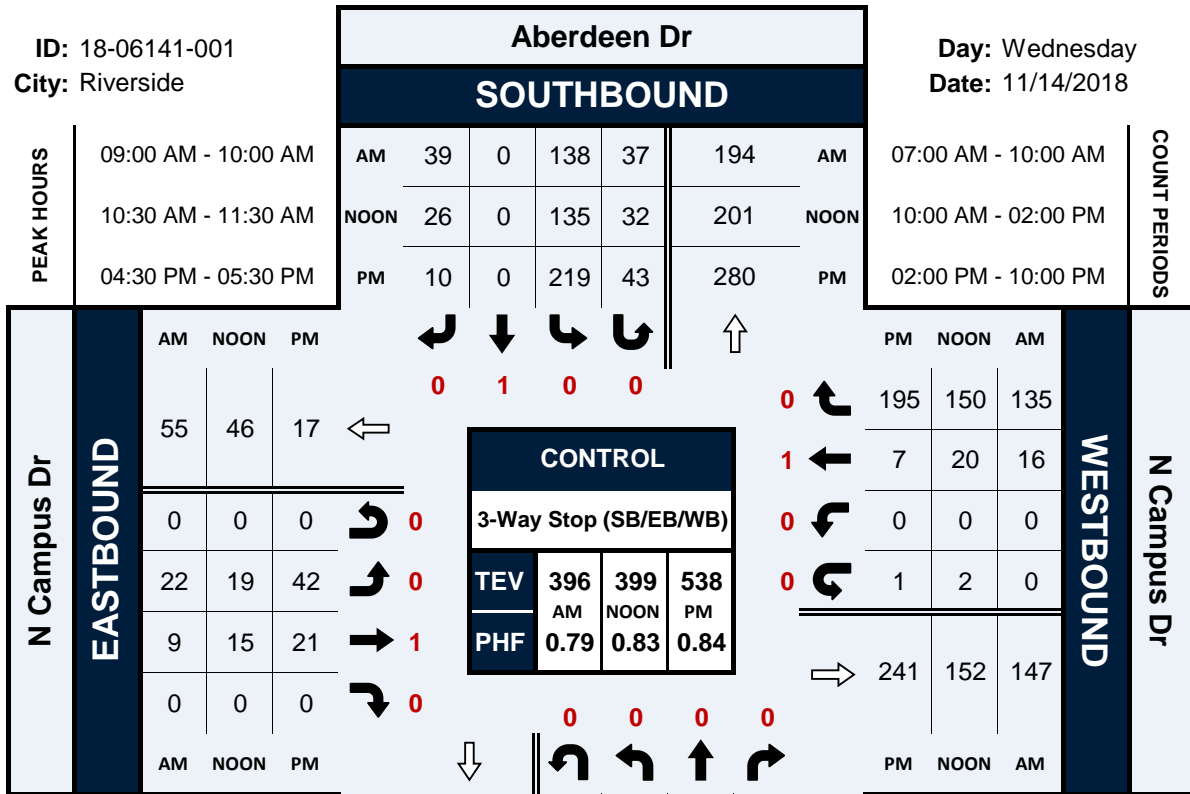 Aberdeen Dr
ID: 18-06141-001
Day: Wednesday
City: Riverside
Date: 11/14/2018
SOUTHBOUND
PEAK HOURS
09:00 AM - 10:00 AM
AM 39 0 138 37 194 AM
07:00 AM - 10:00 AM
10:30 AM - 11:30 AM
NOON 26 0 135 32 201 NOON
10:00 AM - 02:00 PM
04:30 PM - 05:30 PM
PM 10 0 219 43 280 PM
02:00 PM - 10:00 PM
COUNT PERIODS
N Campus Dr
EASTBOUND
AM NOON PM
55 46 17
0 0 0 0
22 19 42 0
9 15 21 1
0 0 0 0
AM NOON PM
0 1 0 0
CONTROL
3-Way Stop (SB/EB/WB)
TEV 396 399 538
AM NOON PM
PHF 0.79 0.83 0.84
0 0 0 0
PM NOON AM
0 195 150 135
1 7 20 16
0 0 0 0
0 1 2 0
241 152 147
PM NOON AM
WESTBOUND
N Campus Dr